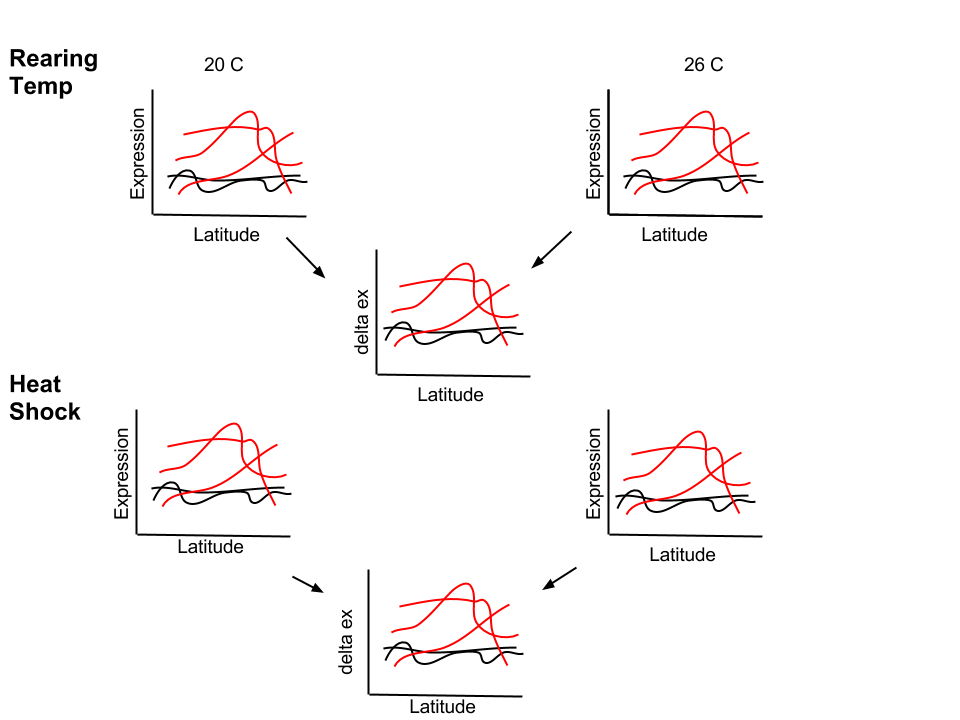 Rearing
Temp
20 C
26 C
Expression
Latitude
Expression
Latitude
delta ex
Latitude
Heat
Shock
Expression
Latitude
Expression
Latitude
delta ex
Latitude